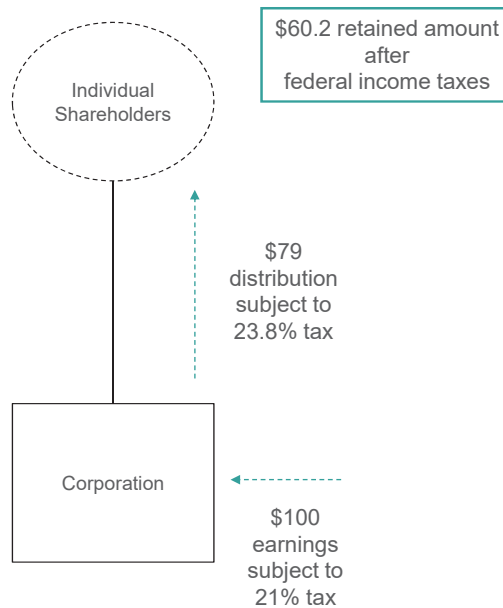 $60.2 retained amount
after
federal income taxes
Individual
Shareholders
$79
distribution
subject to
23.8% tax
Corporation
$100
earnings
subject to
21% tax